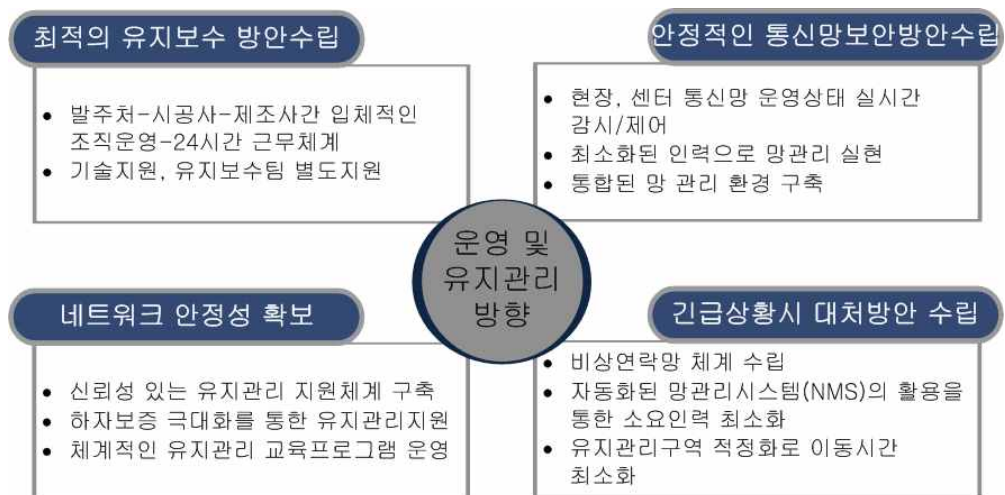 최적의 유지보수 방안수립
• 발주처-시공사-제조사간 입체적인
조직운영-24시간 근무체계
• 기술지원, 유지보수팀 별도지원
안정적인 통신망보안방안수립
• 현장, 센터 통신망 운영상태 실시간
감시/제어
• 최소화된 인력으로 망관리 실현
• 통합된 망 관리 환경 구축
운영 및
유지관리
방향
네트워크 안정성 확보
• 신뢰성 있는 유지관리 지원체계 구축
• 하자보증 극대화를 통한 유지관리지원
• 체계적인 유지관리 교육프로그램 운영
긴급상황시 대처방안 수립
• 비상연락망 체계 수립
• 자동화된 망관리시스템(NMS)의 활용을
통한 소요인력 최소화
• 유지관리구역 적정화로 이동시간
최소화